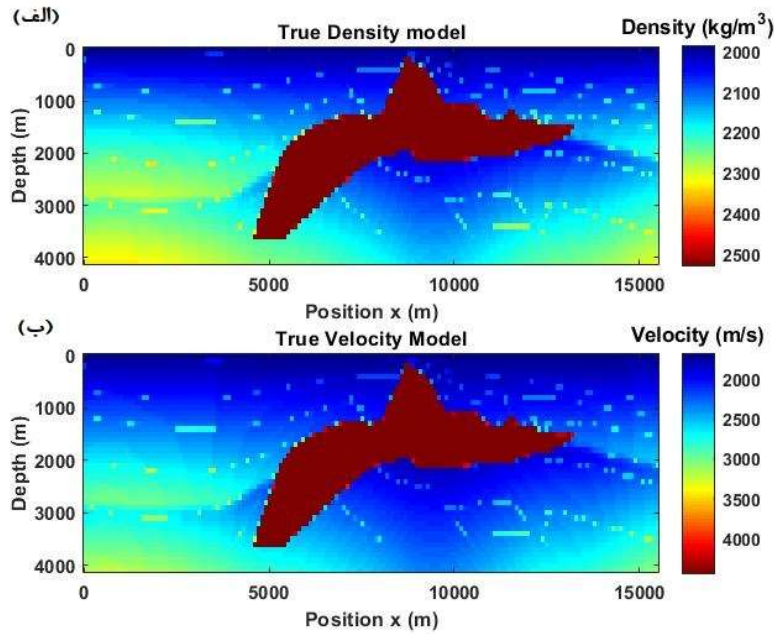 (الف)
True Density model
Density (kg/m³)
0
1000
2000
3000
4000
Depth (m)
0
5000
10000
15000
Position x (m)
2000
2100
2200
2300
2400
2500
(ب)
True Velocity Model
Velocity (m/s)
0
1000
2000
3000
4000
Depth (m)
0
5000
10000
15000
Position x (m)
2000
2500
3000
3500
4000